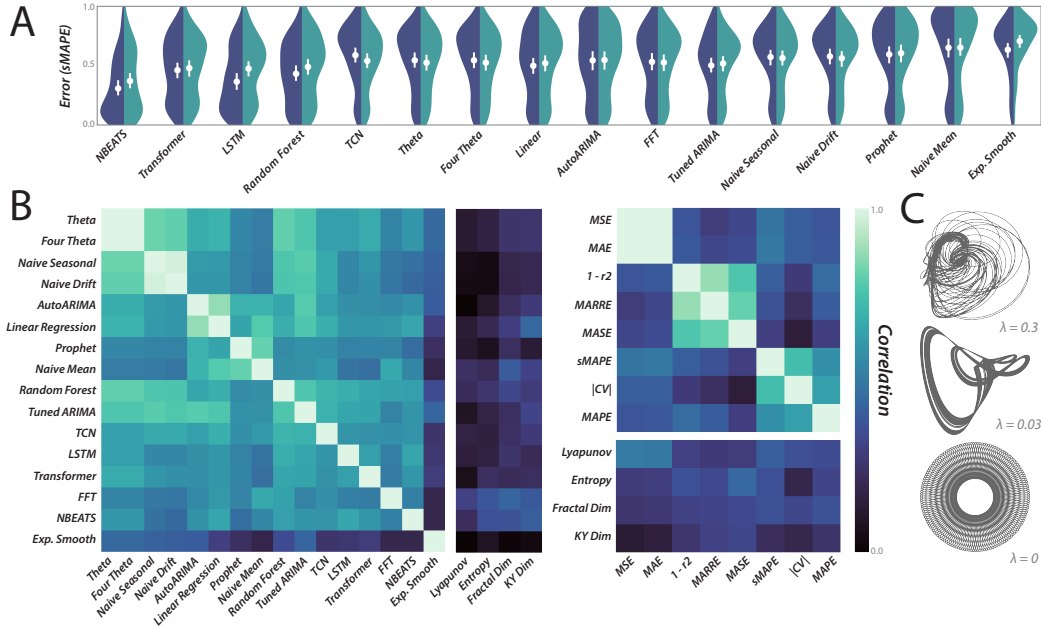 A
Error (sMAPE)
1.0
0.5
0.0
NBEATS
Transformer
LSTM
Random Forest
TCN
Theta
Four Theta
Linear
AutoARIMA
FFT
Tuned ARIMA
Naive Seasonal
Naive Drift
Prophet
Naive Mean
Exp. Smooth
B
Theta
Four Theta
Naive Seasonal
Naive Drift
AutoARIMA
Linear Regression
Prophet
Naive Mean
Random Forest
Tuned ARIMA
TCN
LSTM
Transformer
FFT
NBEATS
Exp. Smooth
Theta
Four Theta
Naive Seasonal
Naive Drift
AutoARIMA
Linear Regression
Prophet
Naive Mean
Random Forest
Tuned ARIMA
TCN
LSTM
Transformer
FFT
NBEATS
Exp. Smooth
Lyapunov
Entropy
Fractal Dim
KY Dim
MSE
MAE
1 - r2
MARRE
MASE
sMAPE
|CV|
MAPE
Lyapunov
Entropy
Fractal Dim
KY Dim
MSE
MAE
1 - r2
MARRE
MASE
sMAPE
|CV|
MAPE
1.0
Correlation
0.0
C
λ = 0.3
λ = 0.03
λ = 0